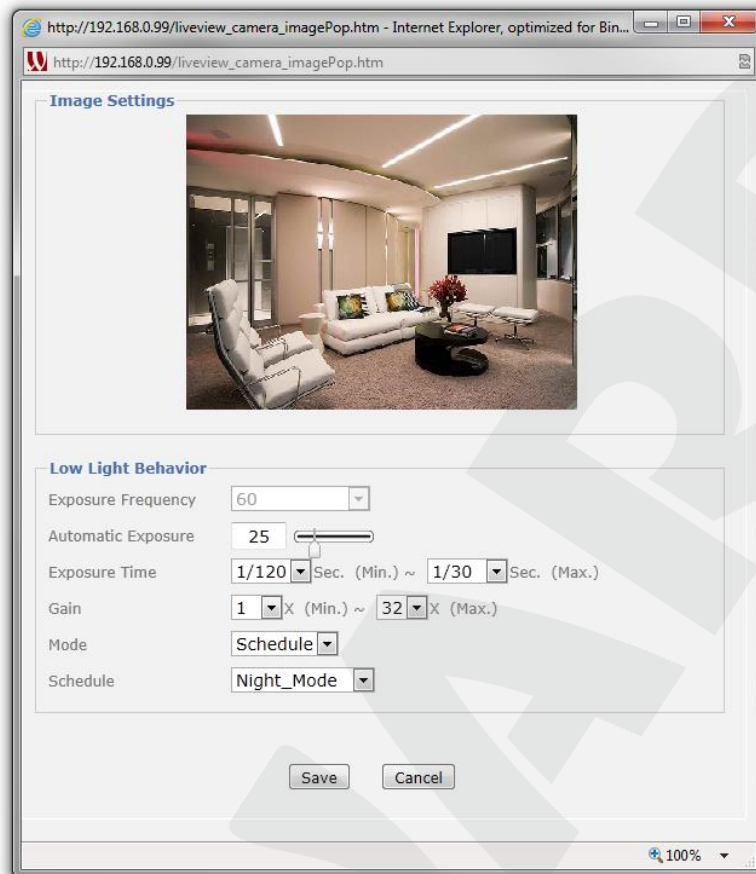 http://192.168.0.99/liveview_camera_imagePop.htm - Internet Explorer, optimized for Bin...
http://192.168.0.99/liveview_camera_imagePop.htm
Image Settings
Low Light Behavior
Exposure Frequency 60
Automatic Exposure 25
Exposure Time 1/120 Sec. (Min.) ~ 1/30 Sec. (Max.)
Gain 1 X (Min.) ~ 32 X (Max.)
Mode Schedule
Schedule Night_Mode
Save Cancel
100%